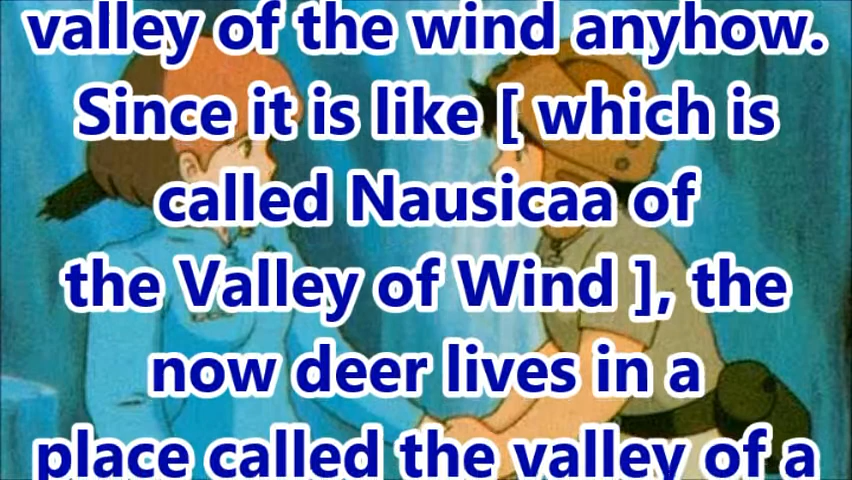 valley of the wind anyhow.
Since it is like [ which is
called Nausicaa of
the Valley of Wind ], the
now deer lives in a
place called the valley of a